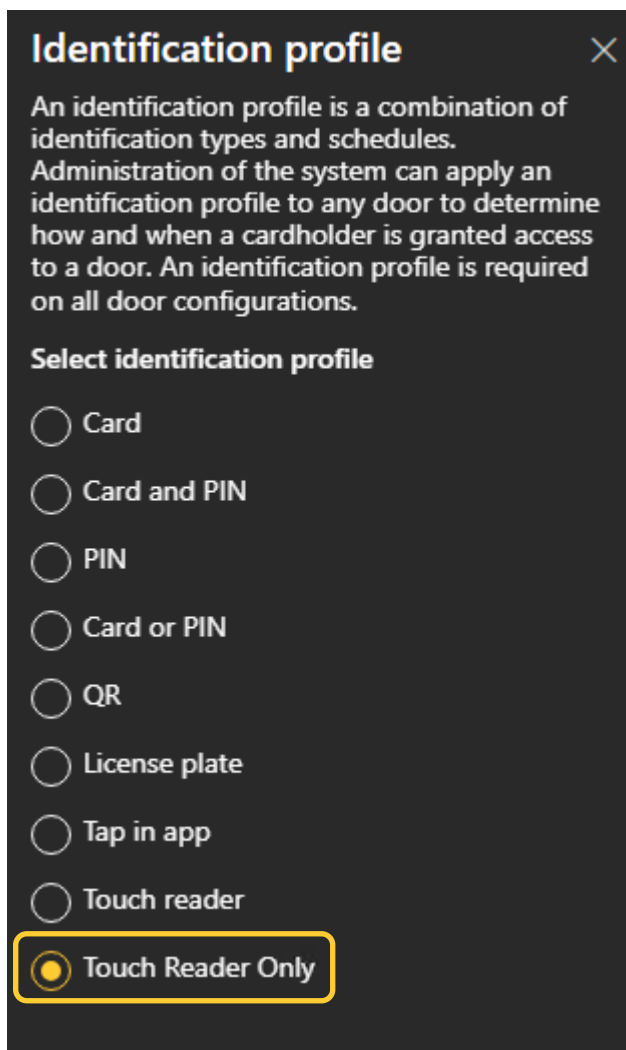 Identification profile
An identification profile is a combination of
identification types and schedules.
Administration of the system can apply an
identification profile to any door to determine
how and when a cardholder is granted access
to a door. An identification profile is required
on all door configurations.
Select identification profile
Card
Card and PIN
PIN
Card or PIN
QR
License plate
Tap in app
Touch reader
Touch Reader Only